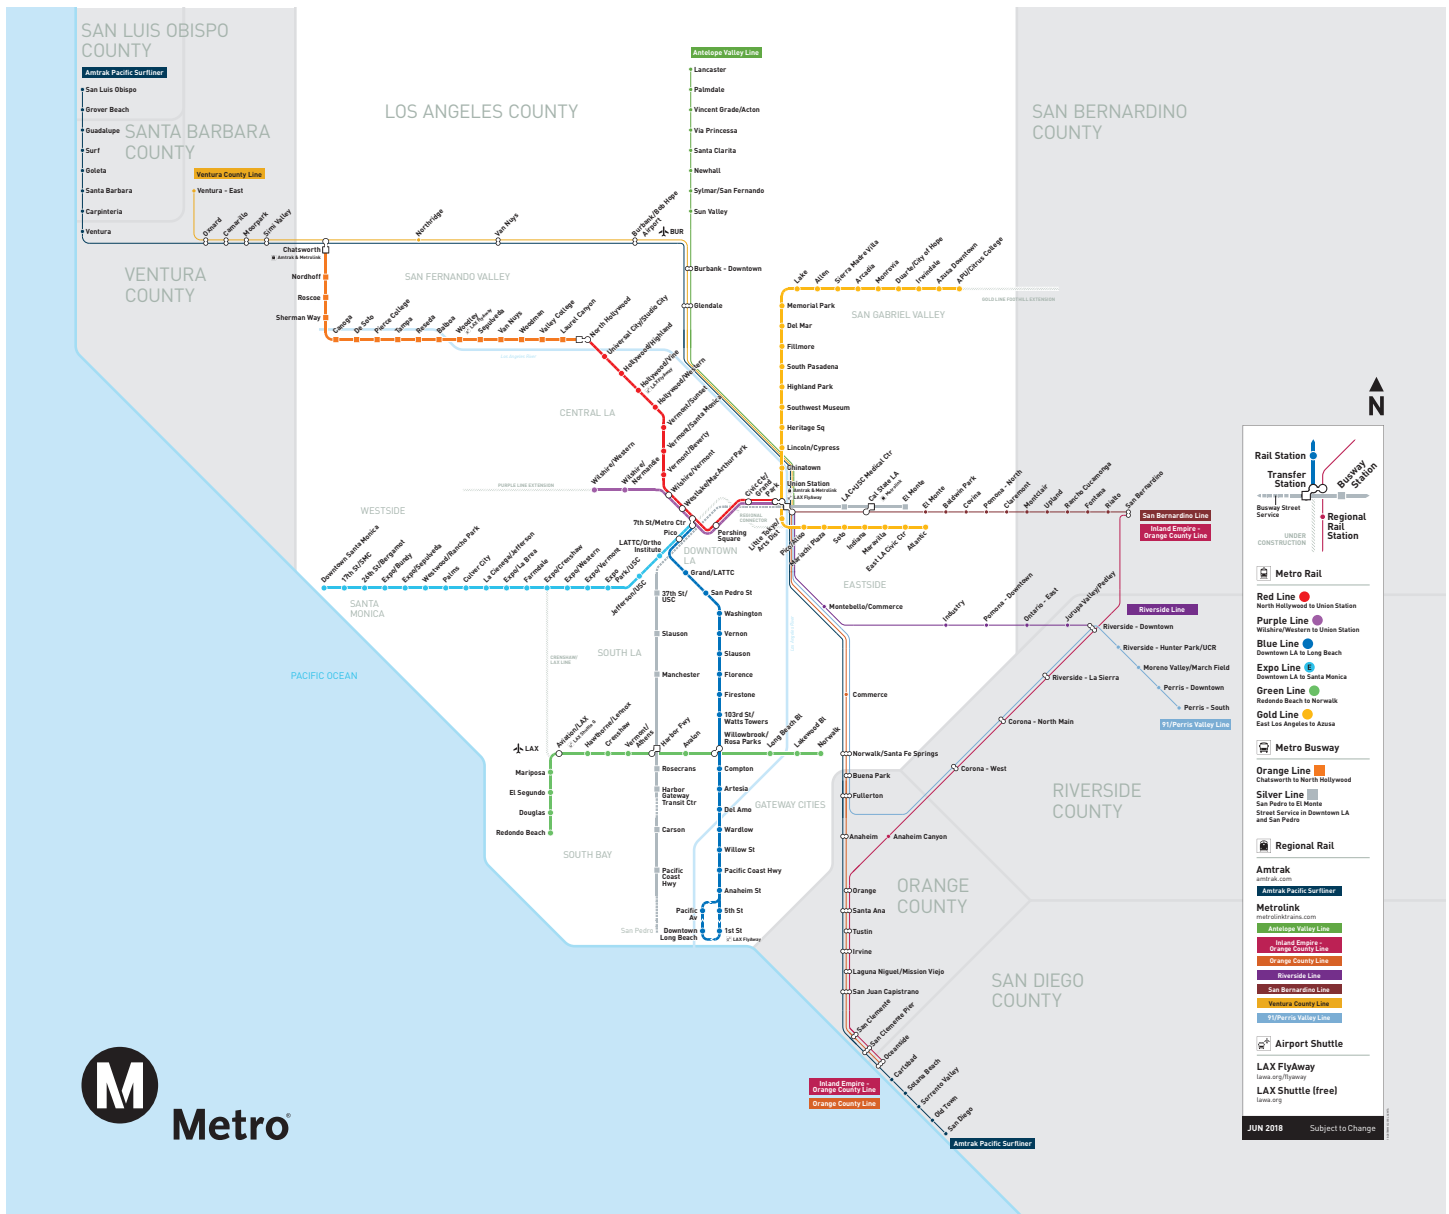 SAN LUIS OBISPO
COUNTY
Amtrak Pacific Surfliner
San Luis Obispo
Grover Beach
Guadalupe
Surf
Goleta
Santa Barbara
Carpinteria
Ventura
SANTA BARBARA
COUNTY
Ventura County Line
Ventura - East
Oxnard
Camarillo
Moorpark
Simi Valley
VENTURA
COUNTY
LOS ANGELES COUNTY
Antelope Valley Line
Lancaster
Palmdale
Vincent Grade/Acton
Via Princessa
Santa Clarita
Newhall
Sylmar/San Fernando
Sun Valley
SAN BERNARDINO
COUNTY
Northridge
Van Nuys
Burbank/Bob Hope
Airport
BUR
Burbank - Downtown
Glendale
Chatsworth
Amtrak & Metrolink
Nordhoff
Roscoe
Sherman Way
SAN FERNANDO VALLEY
Canoga
De Soto
Pierce College
Tampa
Reseda
Balboa
Woodley
LAX FlyAway
Sepulveda
Van Nuys
Woodman
Valley College
Laurel Canyon
North Hollywood
Los Angeles River
Universal City/Studio City
Hollywood/Highland
Hollywood/Vine
LAX FlyAway
Hollywood/Western
Vermont/Sunset
Vermont/Santa Monica
Vermont/Beverly
Wilshire/Vermont
Westlake/MacArthur Park
CENTRAL LA
Wilshire/Western
Wilshire/
Normandie
PURPLE LINE EXTENSION
Lake
Allen
Sierra Madre Villa
Arcadia
Monrovia
Duarte/City of Hope
Irwindale
Azusa Downtown
APU/Citrus College
GOLD LINE FOOTHILL EXTENSION
SAN GABRIEL VALLEY
Memorial Park
Del Mar
Fillmore
South Pasadena
Highland Park
Southwest Museum
Heritage Sq
Lincoln/Cypress
Chinatown
Union Station
Amtrak & Metrolink
LAX FlyAway
Civic Ctr/
Grand
Park
REGIONAL
CONNECTOR
7th St/Metro Ctr
Pico
Pershing
Square
LATTC/Ortho
Institute
DOWNTOWN
LA
LAC+USC Medical Ctr
Cal State LA
Metrolink
El Monte
El Monte
Baldwin Park
Covina
Pomona - North
Claremont
Montclair
Upland
Rancho Cucamonga
Fontana
Rialto
San Bernardino
San Bernardino Line
Inland Empire -
Orange County Line
Little Tokyo/
Arts Dist
Pico/Aliso
Mariachi Plaza
Soto
Indiana
Maravilla
East LA Civic Ctr
Atlantic
EASTSIDE
WESTSIDE
Downtown Santa Monica
17th St/SMC
26th St/Bergamot
Expo/Bundy
Expo/Sepulveda
Westwood/Rancho Park
Palms
Culver City
La Cienega/Jefferson
Expo/La Brea
Farmdale
Expo/Crenshaw
Expo/Western
Expo/Vermont
Expo
Park/USC
Jefferson/USC
SANTA
MONICA
PACIFIC OCEAN
CRENSHAW/
LAX LINE
Grand/LATTC
San Pedro St
Washington
Vernon
Slauson
Florence
Firestone
103rd St/
Watts Towers
Willowbrook/
Rosa Parks
37th St/
USC
Slauson
Manchester
SOUTH LA
Montebello/Commerce
Industry
Pomona - Downtown
Ontario - East
Jurupa Valley/Pedley
Riverside Line
Riverside - Downtown
Riverside - Hunter Park/UCR
Moreno Valley/March Field
Perris - Downtown
Perris - South
91/Perris Valley Line
Riverside - La Sierra
Corona - North Main
Corona - West
RIVERSIDE
COUNTY
Commerce
Norwalk/Santa Fe Springs
Buena Park
Fullerton
Anaheim
Anaheim Canyon
Orange
Santa Ana
Tustin
Irvine
Laguna Niguel/Mission Viejo
San Juan Capistrano
San Clemente
San Clemente Pier
Oceanside
Carlsbad
Solana Beach
Sorrento Valley
Old Town
San Diego
ORANGE
COUNTY
SAN DIEGO
COUNTY
Inland Empire -
Orange County Line
Orange County Line
Amtrak Pacific Surfliner
LAX
Aviation/LAX
LAX Shuttle G
Hawthorne/Lennox
Crenshaw
Vermont/
Athens
Harbor Fwy
Avalon
Long Beach Bl
Lakewood Bl
Norwalk
Mariposa
El Segundo
Douglas
Redondo Beach
SOUTH BAY
Rosecrans
Harbor
Gateway
Transit Ctr
Carson
Pacific
Coast
Hwy
San Pedro
Compton
Artesia
Del Amo
Wardlow
Willow St
Pacific Coast Hwy
Anaheim St
5th St
1st St
LAX FlyAway
Pacific
Av
Downtown
Long Beach
GATEWAY CITIES
M
Metro
N
Rail Station
Transfer
Station
Busway
Station
Busway Street
Service
Regional
Rail
Station
UNDER
CONSTRUCTION
Metro Rail
Red Line
North Hollywood to Union Station
Purple Line
Wilshire/Western to Union Station
Blue Line
Downtown LA to Long Beach
Expo Line E
Downtown LA to Santa Monica
Green Line
Redondo Beach to Norwalk
Gold Line
East Los Angeles to Azusa
Metro Busway
Orange Line
Chatsworth to North Hollywood
Silver Line
San Pedro to El Monte
Street Service in Downtown LA
and San Pedro
Regional Rail
Amtrak
amtrak.com
Amtrak Pacific Surfliner
Metrolink
metrolinktrains.com
Antelope Valley Line
Inland Empire -
Orange County Line
Orange County Line
Riverside Line
San Bernardino Line
Ventura County Line
91/Perris Valley Line
Airport Shuttle
LAX FlyAway
lawa.org/flyaway
LAX Shuttle (free)
lawa.org
JUN 2018 Subject to Change